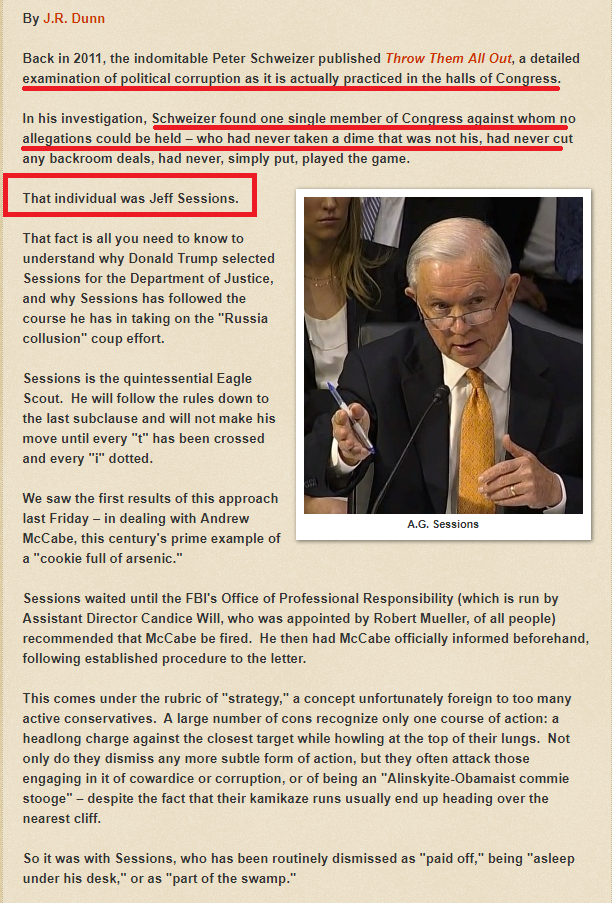 By J.R. Dunn
Back in 2011, the indomitable Peter Schweizer published Throw Them All Out, a detailed
examination of political corruption as it is actually practiced in the halls of Congress.
In his investigation, Schweizer found one single member of Congress against whom no
allegations could be held – who had never taken a dime that was not his, had never cut
any backroom deals, had never, simply put, played the game.
That individual was Jeff Sessions.
That fact is all you need to know to
understand why Donald Trump selected
Sessions for the Department of Justice,
and why Sessions has followed the
course he has in taking on the "Russia
collusion" coup effort.
Sessions is the quintessential Eagle
Scout.  He will follow the rules down to
the last subclause and will not make his
move until every "t" has been crossed
and every "i" dotted.
We saw the first results of this approach
last Friday – in dealing with Andrew
McCabe, this century's prime example of
a "cookie full of arsenic."
A.G. Sessions
Sessions waited until the FBI's Office of Professional Responsibility (which is run by
Assistant Director Candice Will, who was appointed by Robert Mueller, of all people)
recommended that McCabe be fired.  He then had McCabe officially informed beforehand,
following established procedure to the letter.
This comes under the rubric of "strategy," a concept unfortunately foreign to too many
active conservatives.  A large number of cons recognize only one course of action: a
headlong charge against the closest target while howling at the top of their lungs.  Not
only do they dismiss any more subtle form of action, but they often attack those
engaging in it of cowardice or corruption, or of being an "Alinskyite-Obamaist commie
stooge" – despite the fact that their kamikaze runs usually end up heading over the
nearest cliff.
So it was with Sessions, who has been routinely dismissed as "paid off," being "asleep
under his desk," or as "part of the swamp."